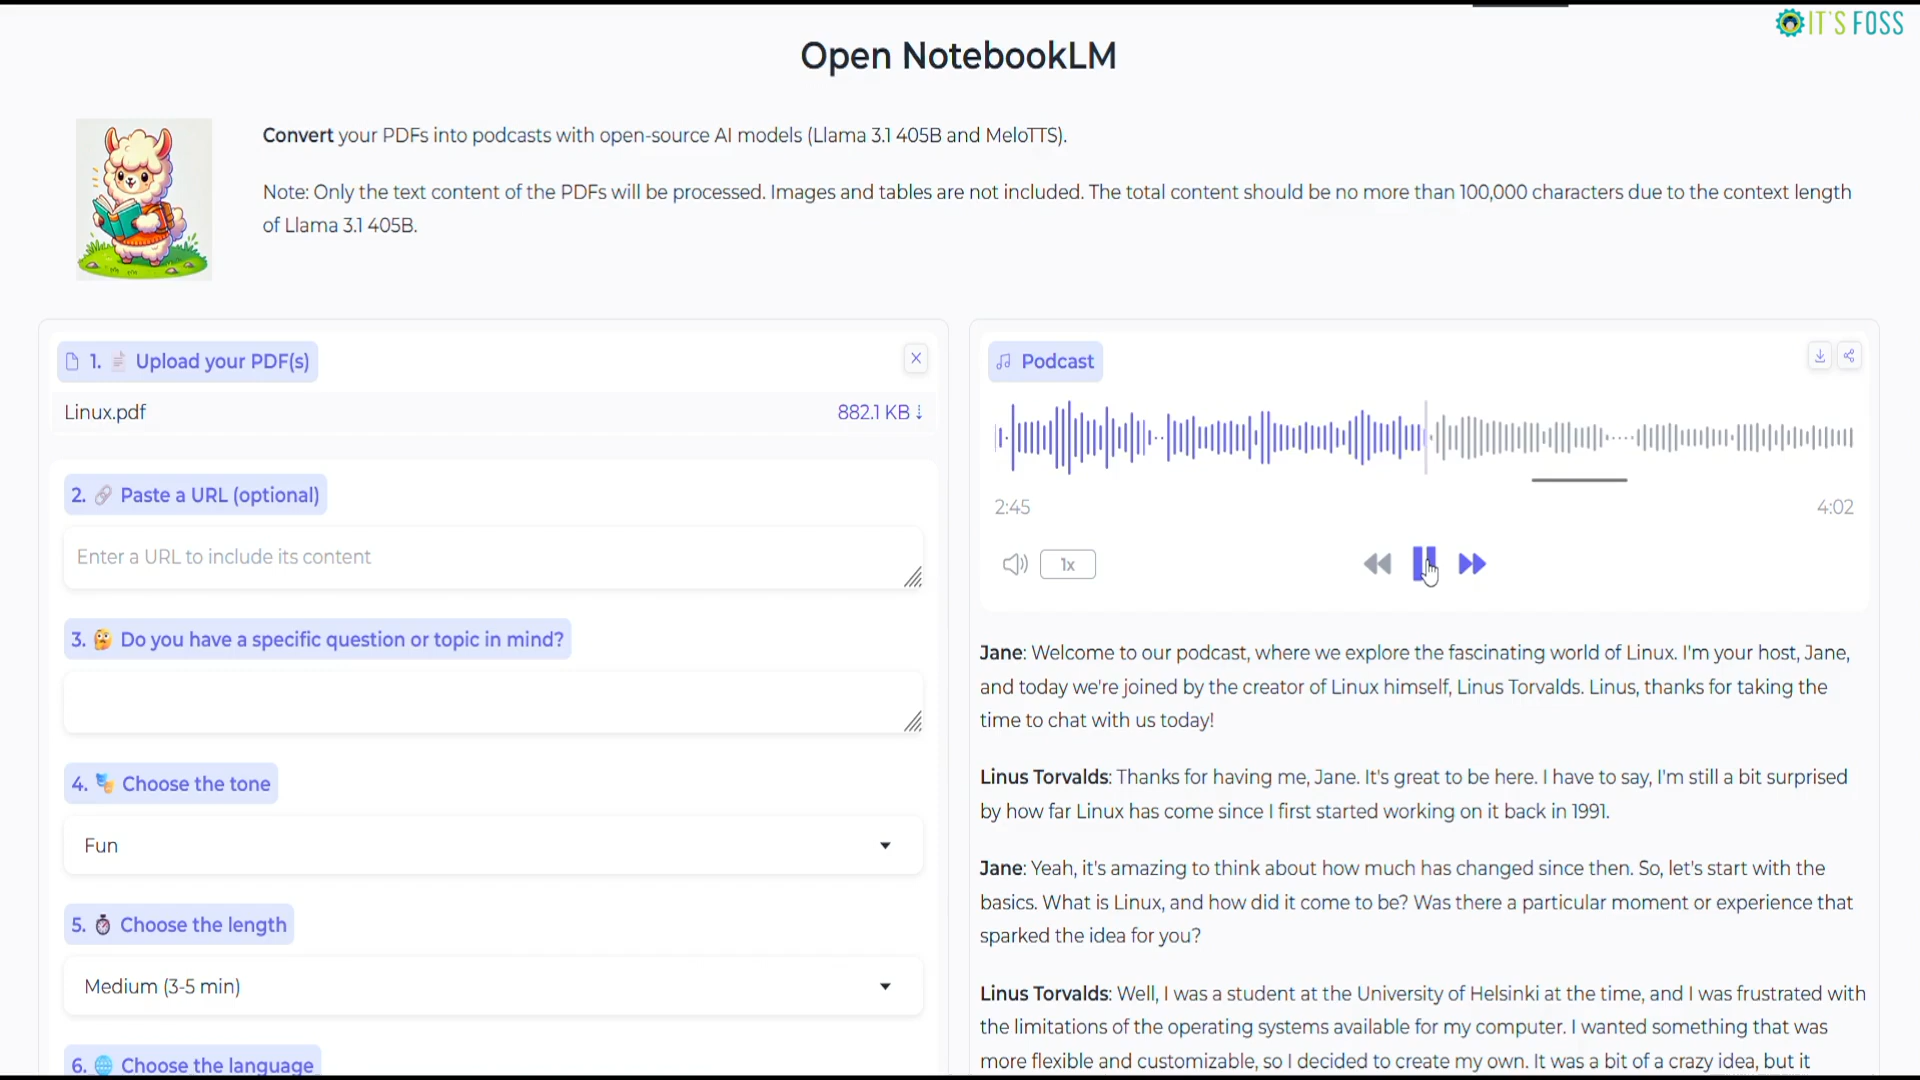 IT'S FOSS
Open NotebookLM
Convert your PDFs into podcasts with open-source AI models (Llama 3.1 405B and MeloTTS).
Note: Only the text content of the PDFs will be processed. Images and tables are not included. The total content should be no more than 100,000 characters due to the context length
of Llama 3.1 405B.
1. Upload your PDF(s)
Linux.pdf
882.1 KB ↓
2. Paste a URL (optional)
Enter a URL to include its content
3. Do you have a specific question or topic in mind?
4. Choose the tone
Fun
5. Choose the length
Medium (3-5 min)
6. Choose the language
Podcast
2:45
4:02
1x
Jane: Welcome to our podcast, where we explore the fascinating world of Linux. I'm your host, Jane,
and today we're joined by the creator of Linux himself, Linus Torvalds. Linus, thanks for taking the
time to chat with us today!
Linus Torvalds: Thanks for having me, Jane. It's great to be here. I have to say, I'm still a bit surprised
by how far Linux has come since I first started working on it back in 1991.
Jane: Yeah, it's amazing to think about how much has changed since then. So, let's start with the
basics. What is Linux, and how did it come to be? Was there a particular moment or experience that
sparked the idea for you?
Linus Torvalds: Well, I was a student at the University of Helsinki at the time, and I was frustrated with
the limitations of the operating systems available for my computer. I wanted something that was
more flexible and customizable, so I decided to create my own. It was a bit of a crazy idea, but it